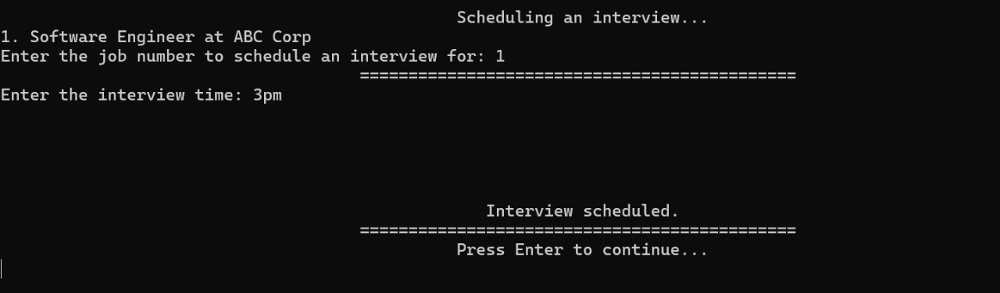 Scheduling an interview...
1. Software Engineer at ABC Corp
Enter the job number to schedule an interview for: 1
=============================================
Enter the interview time: 3pm
Interview scheduled.
=============================================
Press Enter to continue...